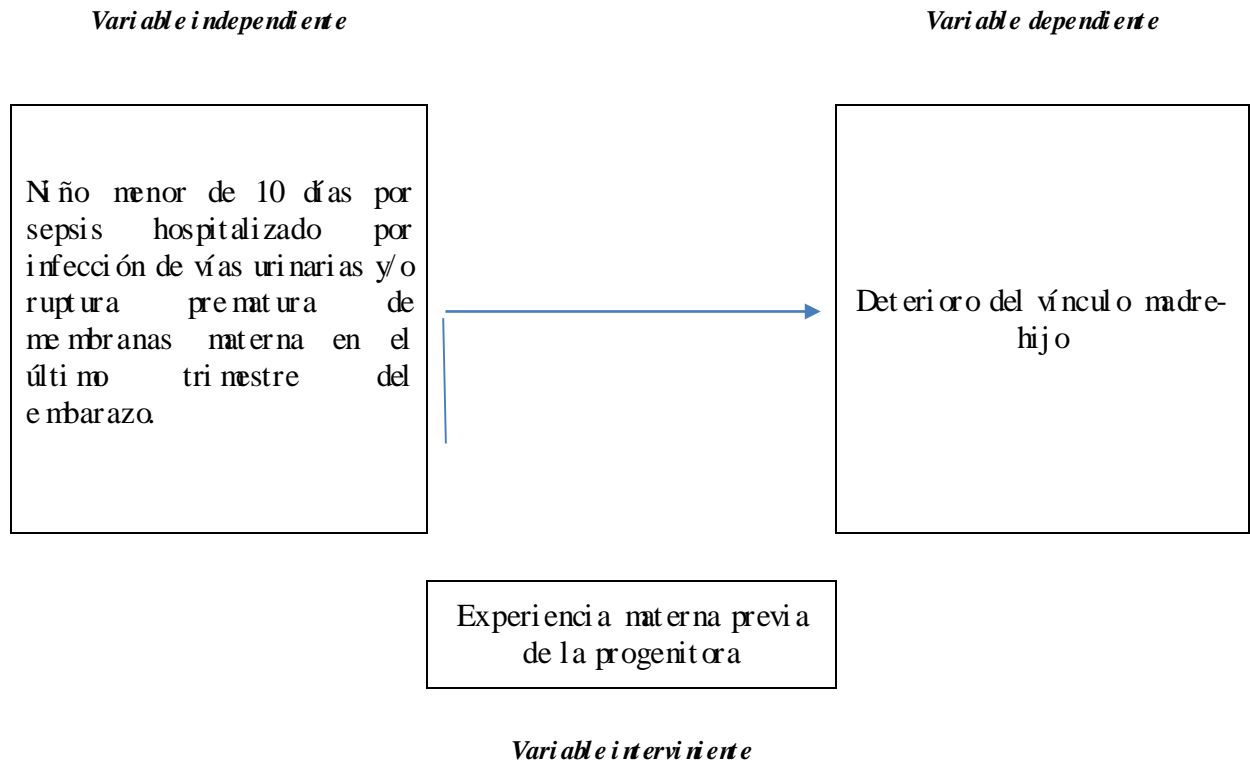 Variable independiente
Variable dependiente
Niño menor de 10 días por
sepsis hospitalizado por
infección de vías urinarias y/o
ruptura prematura de
membranas materna en el
último trimestre del
embarazo.
Deterioro del vínculo madre-
hijo
Experiencia materna previa
de la progenitora
Variable interviniente